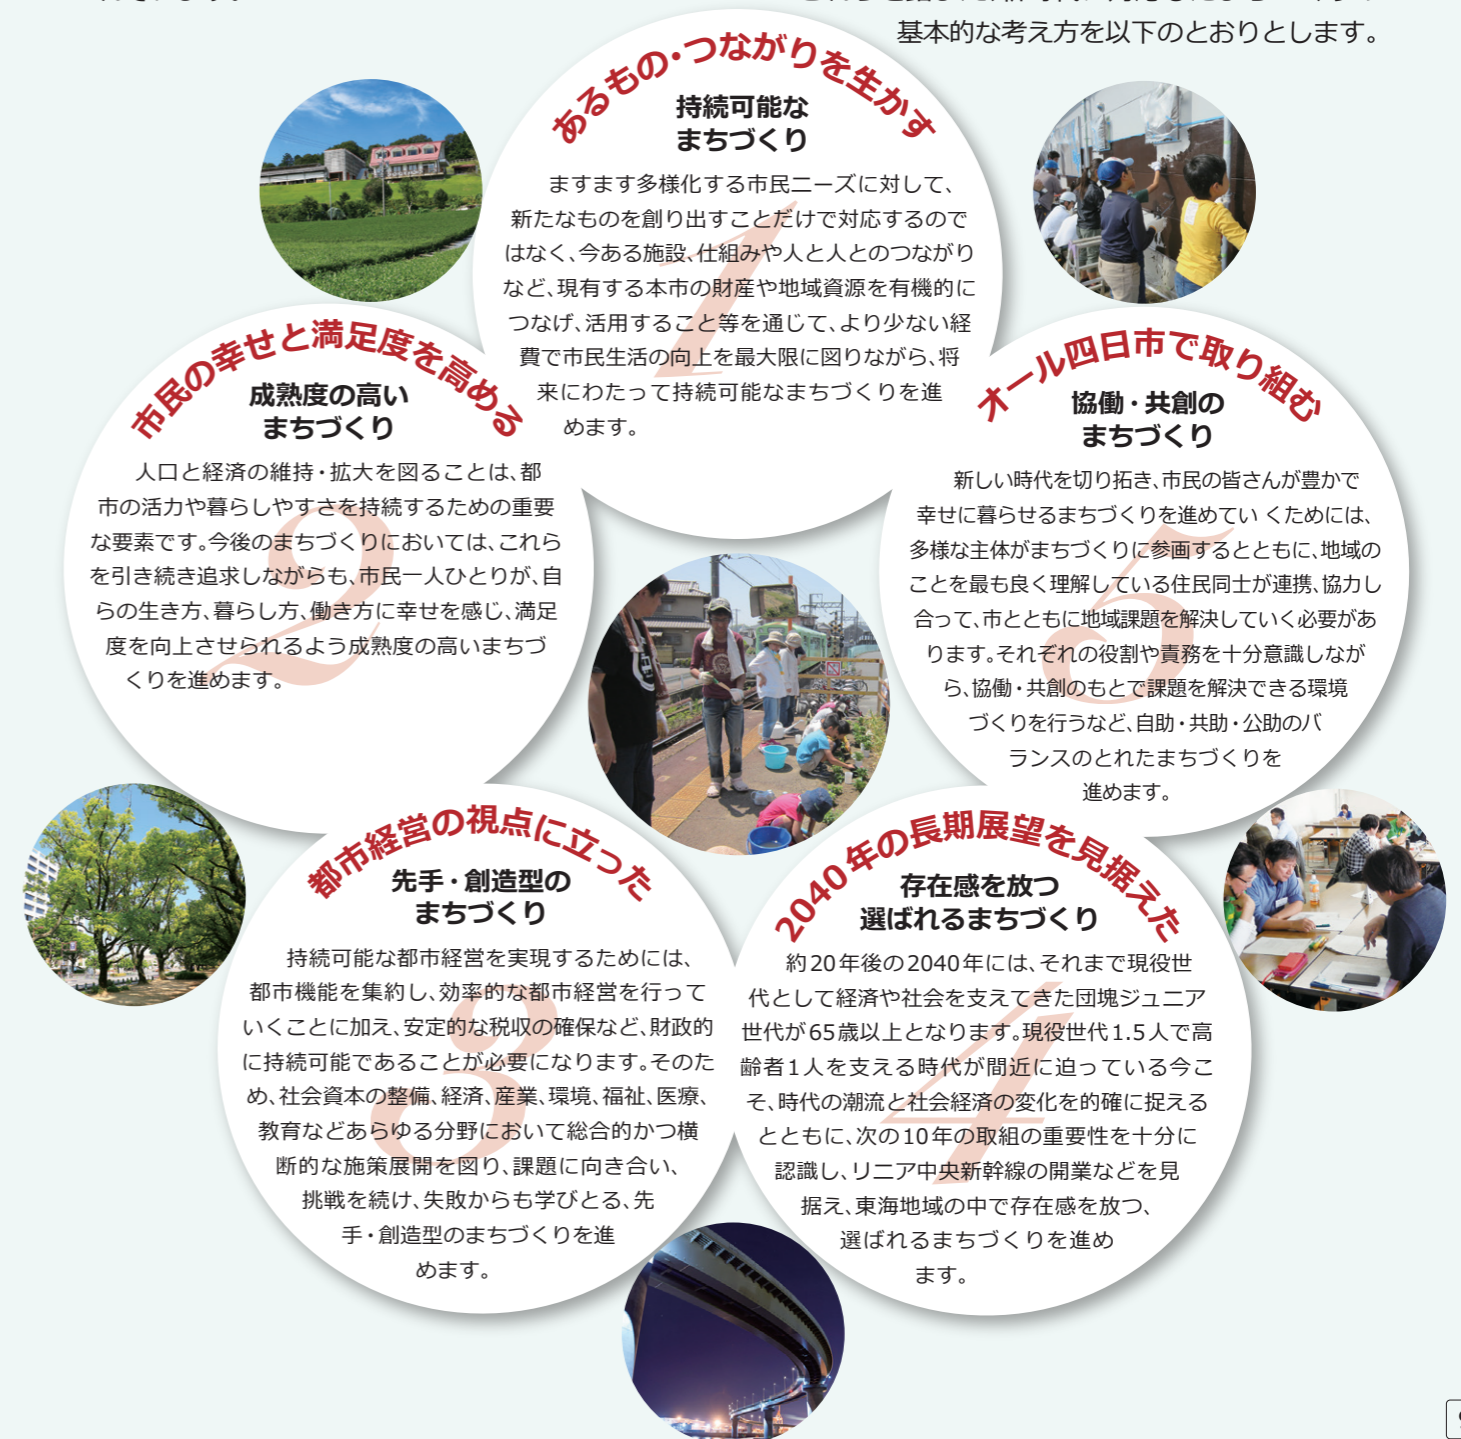 基本的な考え方を以下のとおりとします。
あるもの・つながりを生かす
持続可能な
まちづくり
1
ますます多様化する市民ニーズに対して、
新たなものを創り出すことだけで対応するので
はなく、今ある施設、仕組みや人と人とのつながり
など、現有する本市の財産や地域資源を有機的に
つなげ、活用すること等を通じて、より少ない経
費で市民生活の向上を最大限に図りながら、将
来にわたって持続可能なまちづくりを進
めます。
市民の幸せと満足度を高める
成熟度の高い
まちづくり
2
人口と経済の維持・拡大を図ることは、都
市の活力や暮らしやすさを持続するための重要
な要素です。今後のまちづくりにおいては、これら
を引き続き追求しながらも、市民一人ひとりが、自
らの生き方、暮らし方、働き方に幸せを感じ、満足
度を向上させられるよう成熟度の高いまちづ
くりを進めます。
都市経営の視点に立った
先手・創造型の
まちづくり
3
持続可能な都市経営を実現するためには、
都市機能を集約し、効率的な都市経営を行って
いくことに加え、安定的な税収の確保など、財政的
に持続可能であることが必要になります。そのた
め、社会資本の整備、経済、産業、環境、福祉、医療、
教育などあらゆる分野において総合的かつ横
断的な施策展開を図り、課題に向き合い、
挑戦を続け、失敗からも学びとる、先
手・創造型のまちづくりを進
めます。
2040年の長期展望を見据えた
存在感を放つ
選ばれるまちづくり
4
約20年後の2040年には、それまで現役世
代として経済や社会を支えてきた団塊ジュニア
世代が65歳以上となります。現役世代1.5人で高
齢者1人を支える時代が間近に迫っている今こ
そ、時代の潮流と社会経済の変化を的確に捉える
とともに、次の10年の取組の重要性を十分に
認識し、リニア中央新幹線の開業などを見
据え、東海地域の中で存在感を放つ、
選ばれるまちづくりを進め
ます。
オール四日市で取り組む
協働・共創の
まちづくり
5
新しい時代を切り拓き、市民の皆さんが豊かで
幸せに暮らせるまちづくりを進めていくためには、
多様な主体がまちづくりに参画するとともに、地域の
ことを最も良く理解している住民同士が連携、協力し
合って、市とともに地域課題を解決していく必要があ
ります。それぞれの役割や責務を十分意識しなが
ら、協働・共創のもとで課題を解決できる環境
づくりを行うなど、自助・共助・公助のバ
ランスのとれたまちづくりを
進めます。